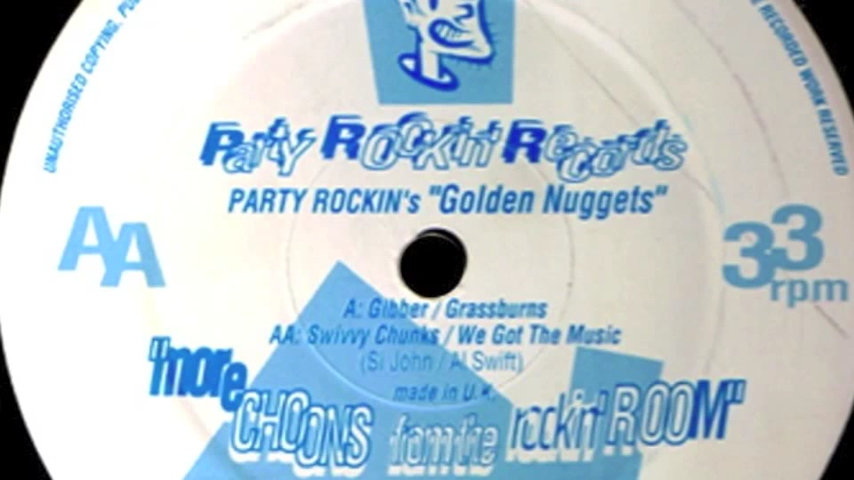 UNAUTHORISED COPYING, PU
E RECORDED WORK RESERVED
Party Rockin' Records
PARTY ROCKIN's "Golden Nuggets"
AA
33
rpm
A: Gibber / Grassburns
AA: Swivvy Chunks / We Got The Music
(Si John / Al Swift)
made in U.K.
"more
CHOONS from the rockin' ROOM"